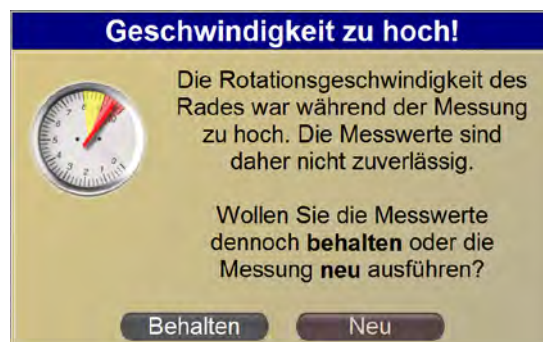 Geschwindigkeit zu hoch!
Die Rotationsgeschwindigkeit des
Rades war während der Messung
zu hoch. Die Messwerte sind
daher nicht zuverlässig.
Wollen Sie die Messwerte
dennoch behalten oder die
Messung neu ausführen?
Behalten
Neu